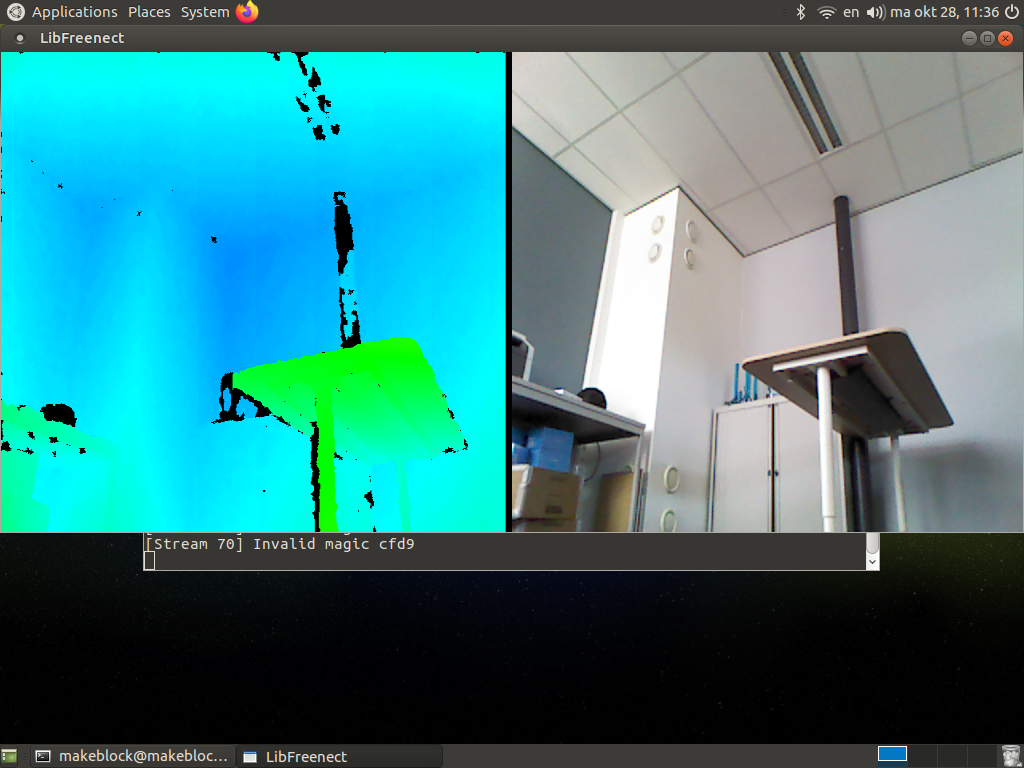 Applications Places System
en ma okt 28, 11:36
LibFreenect
[Stream 70] Invalid magic cfd9
makeblock@makebloc...
LibFreenect